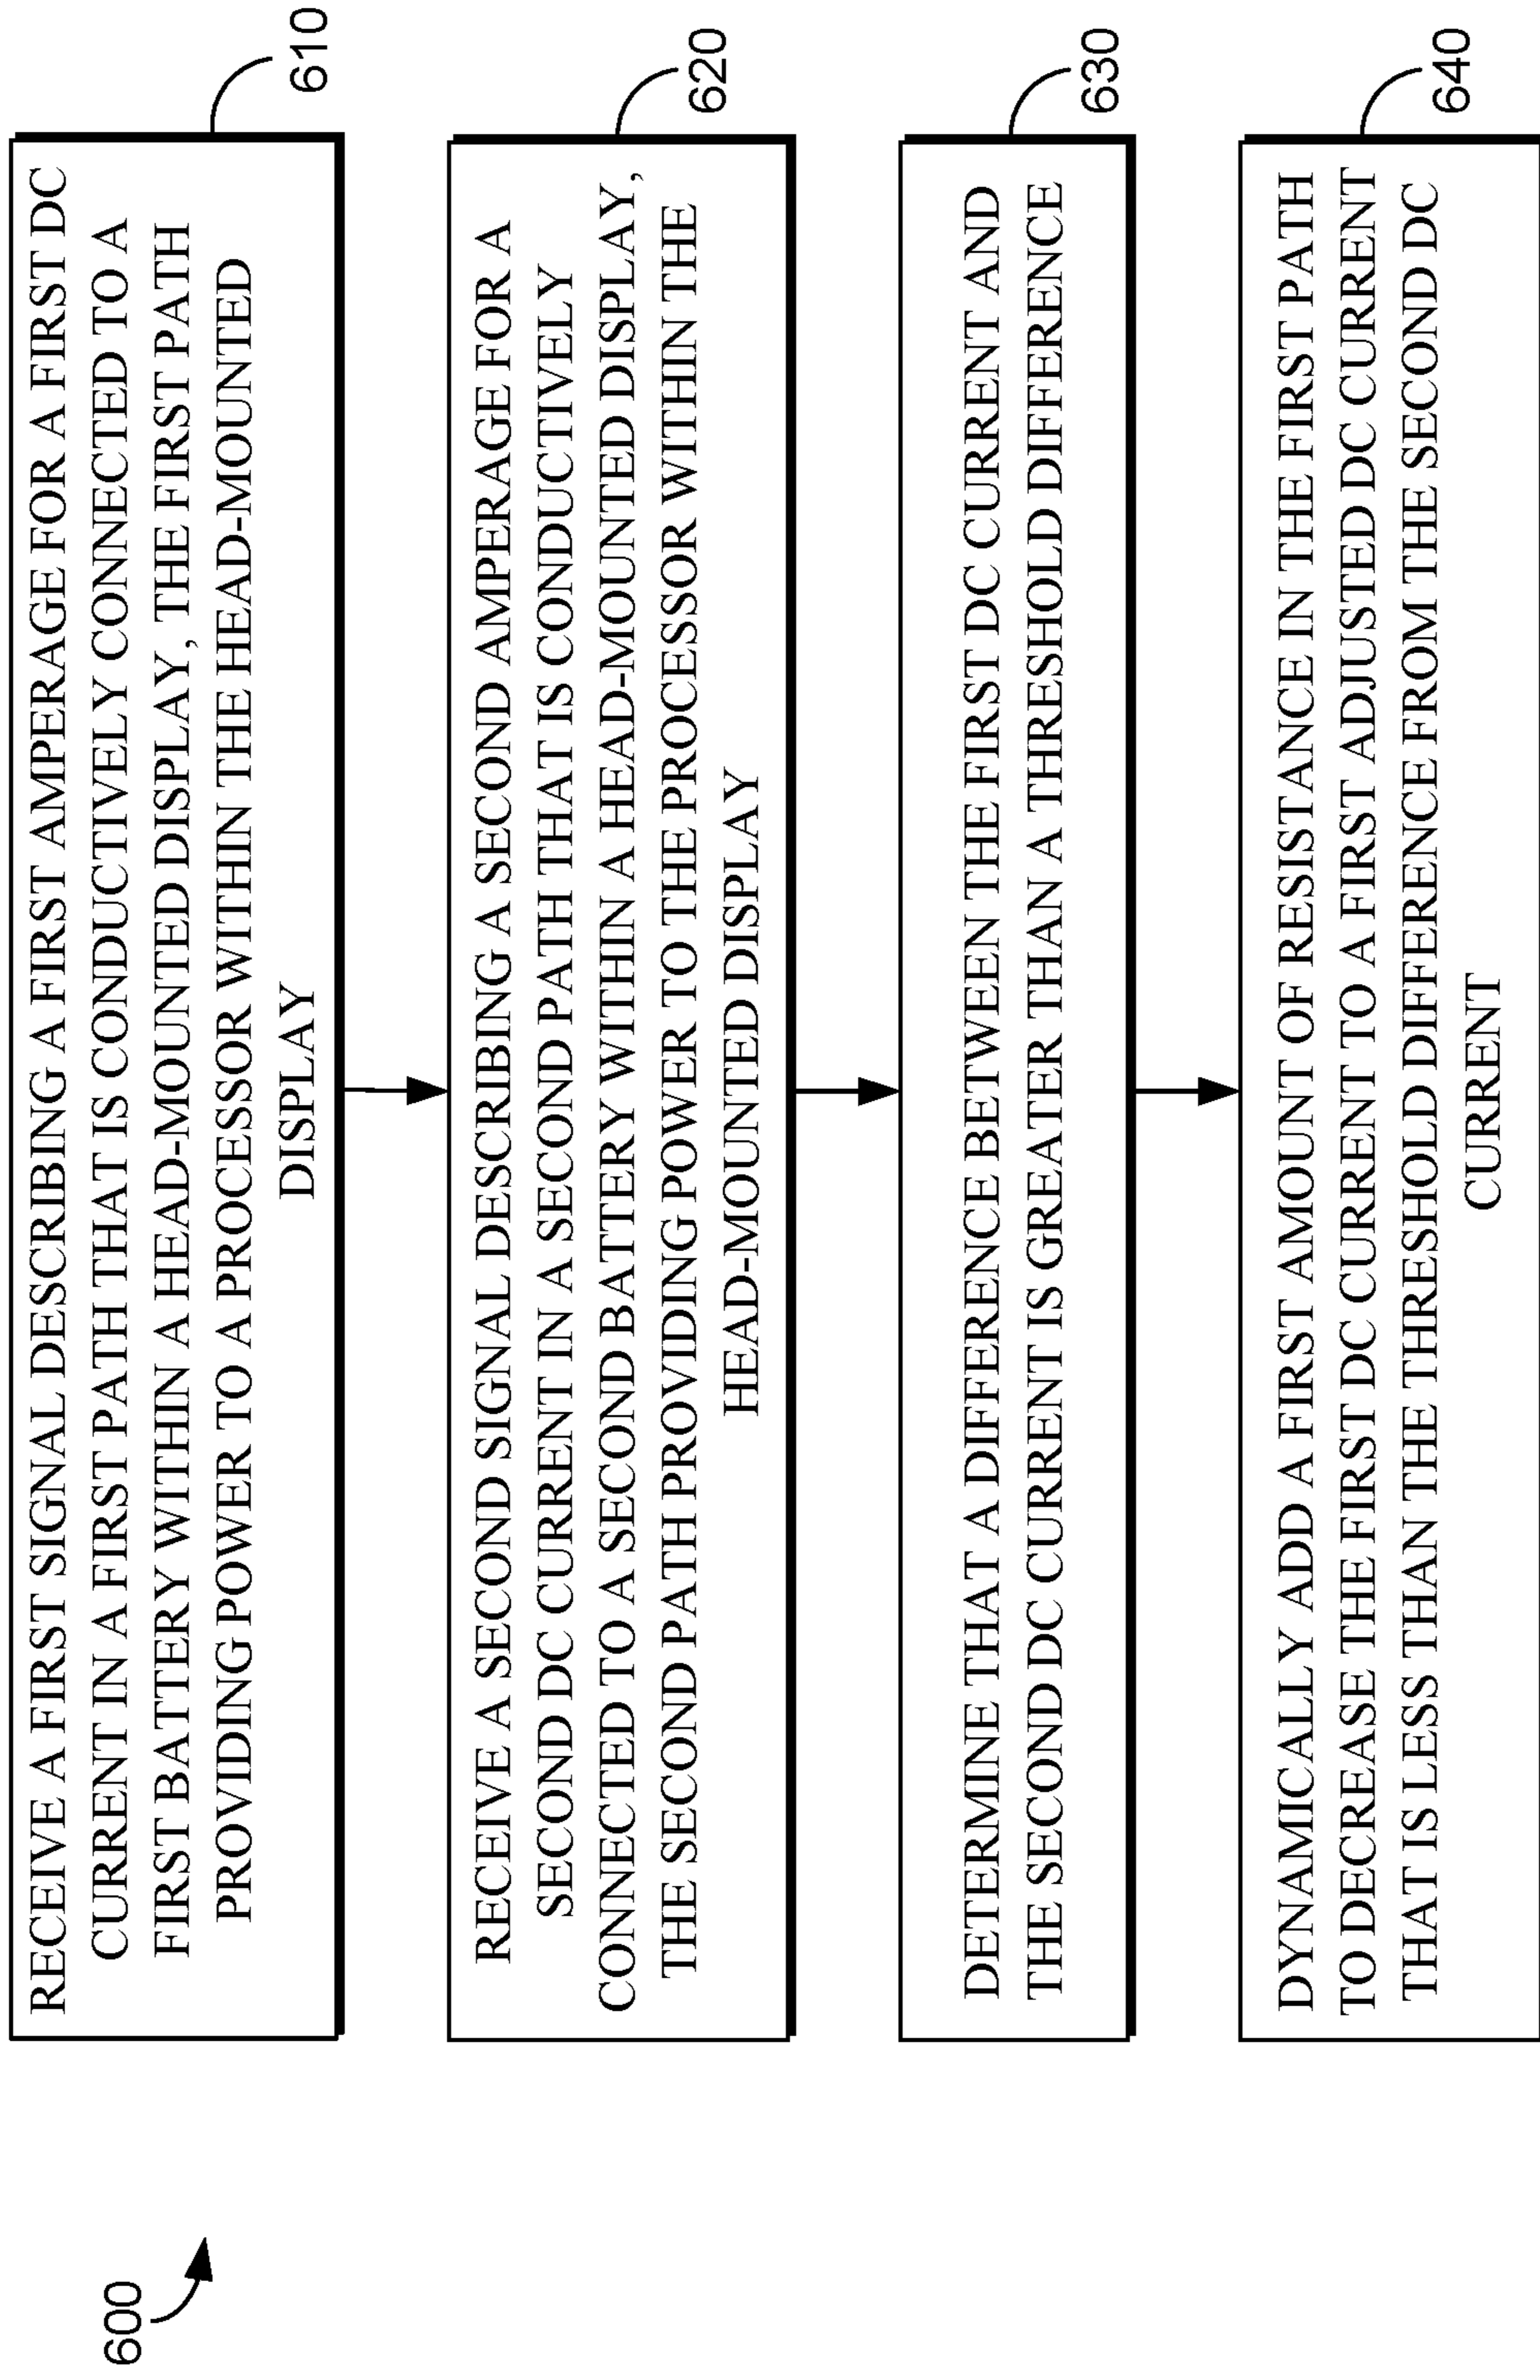 600
RECEIVE A FIRST SIGNAL DESCRIBING A FIRST AMPERAGE FOR A FIRST DC
CURRENT IN A FIRST PATH THAT IS CONDUCTIVELY CONNECTED TO A
FIRST BATTERY WITHIN A HEAD-MOUNTED DISPLAY, THE FIRST PATH
PROVIDING POWER TO A PROCESSOR WITHIN THE HEAD-MOUNTED
DISPLAY
610
RECEIVE A SECOND SIGNAL DESCRIBING A SECOND AMPERAGE FOR A
SECOND DC CURRENT IN A SECOND PATH THAT IS CONDUCTIVELY
CONNECTED TO A SECOND BATTERY WITHIN A HEAD-MOUNTED DISPLAY,
THE SECOND PATH PROVIDING POWER TO THE PROCESSOR WITHIN THE
HEAD-MOUNTED DISPLAY
620
DETERMINE THAT A DIFFERENCE BETWEEN THE FIRST DC CURRENT AND
THE SECOND DC CURRENT IS GREATER THAN A THRESHOLD DIFFERENCE
630
DYNAMICALLY ADD A FIRST AMOUNT OF RESISTANCE IN THE FIRST PATH
TO DECREASE THE FIRST DC CURRENT TO A FIRST ADJUSTED DC CURRENT
THAT IS LESS THAN THE THRESHOLD DIFFERENCE FROM THE SECOND DC
CURRENT
640